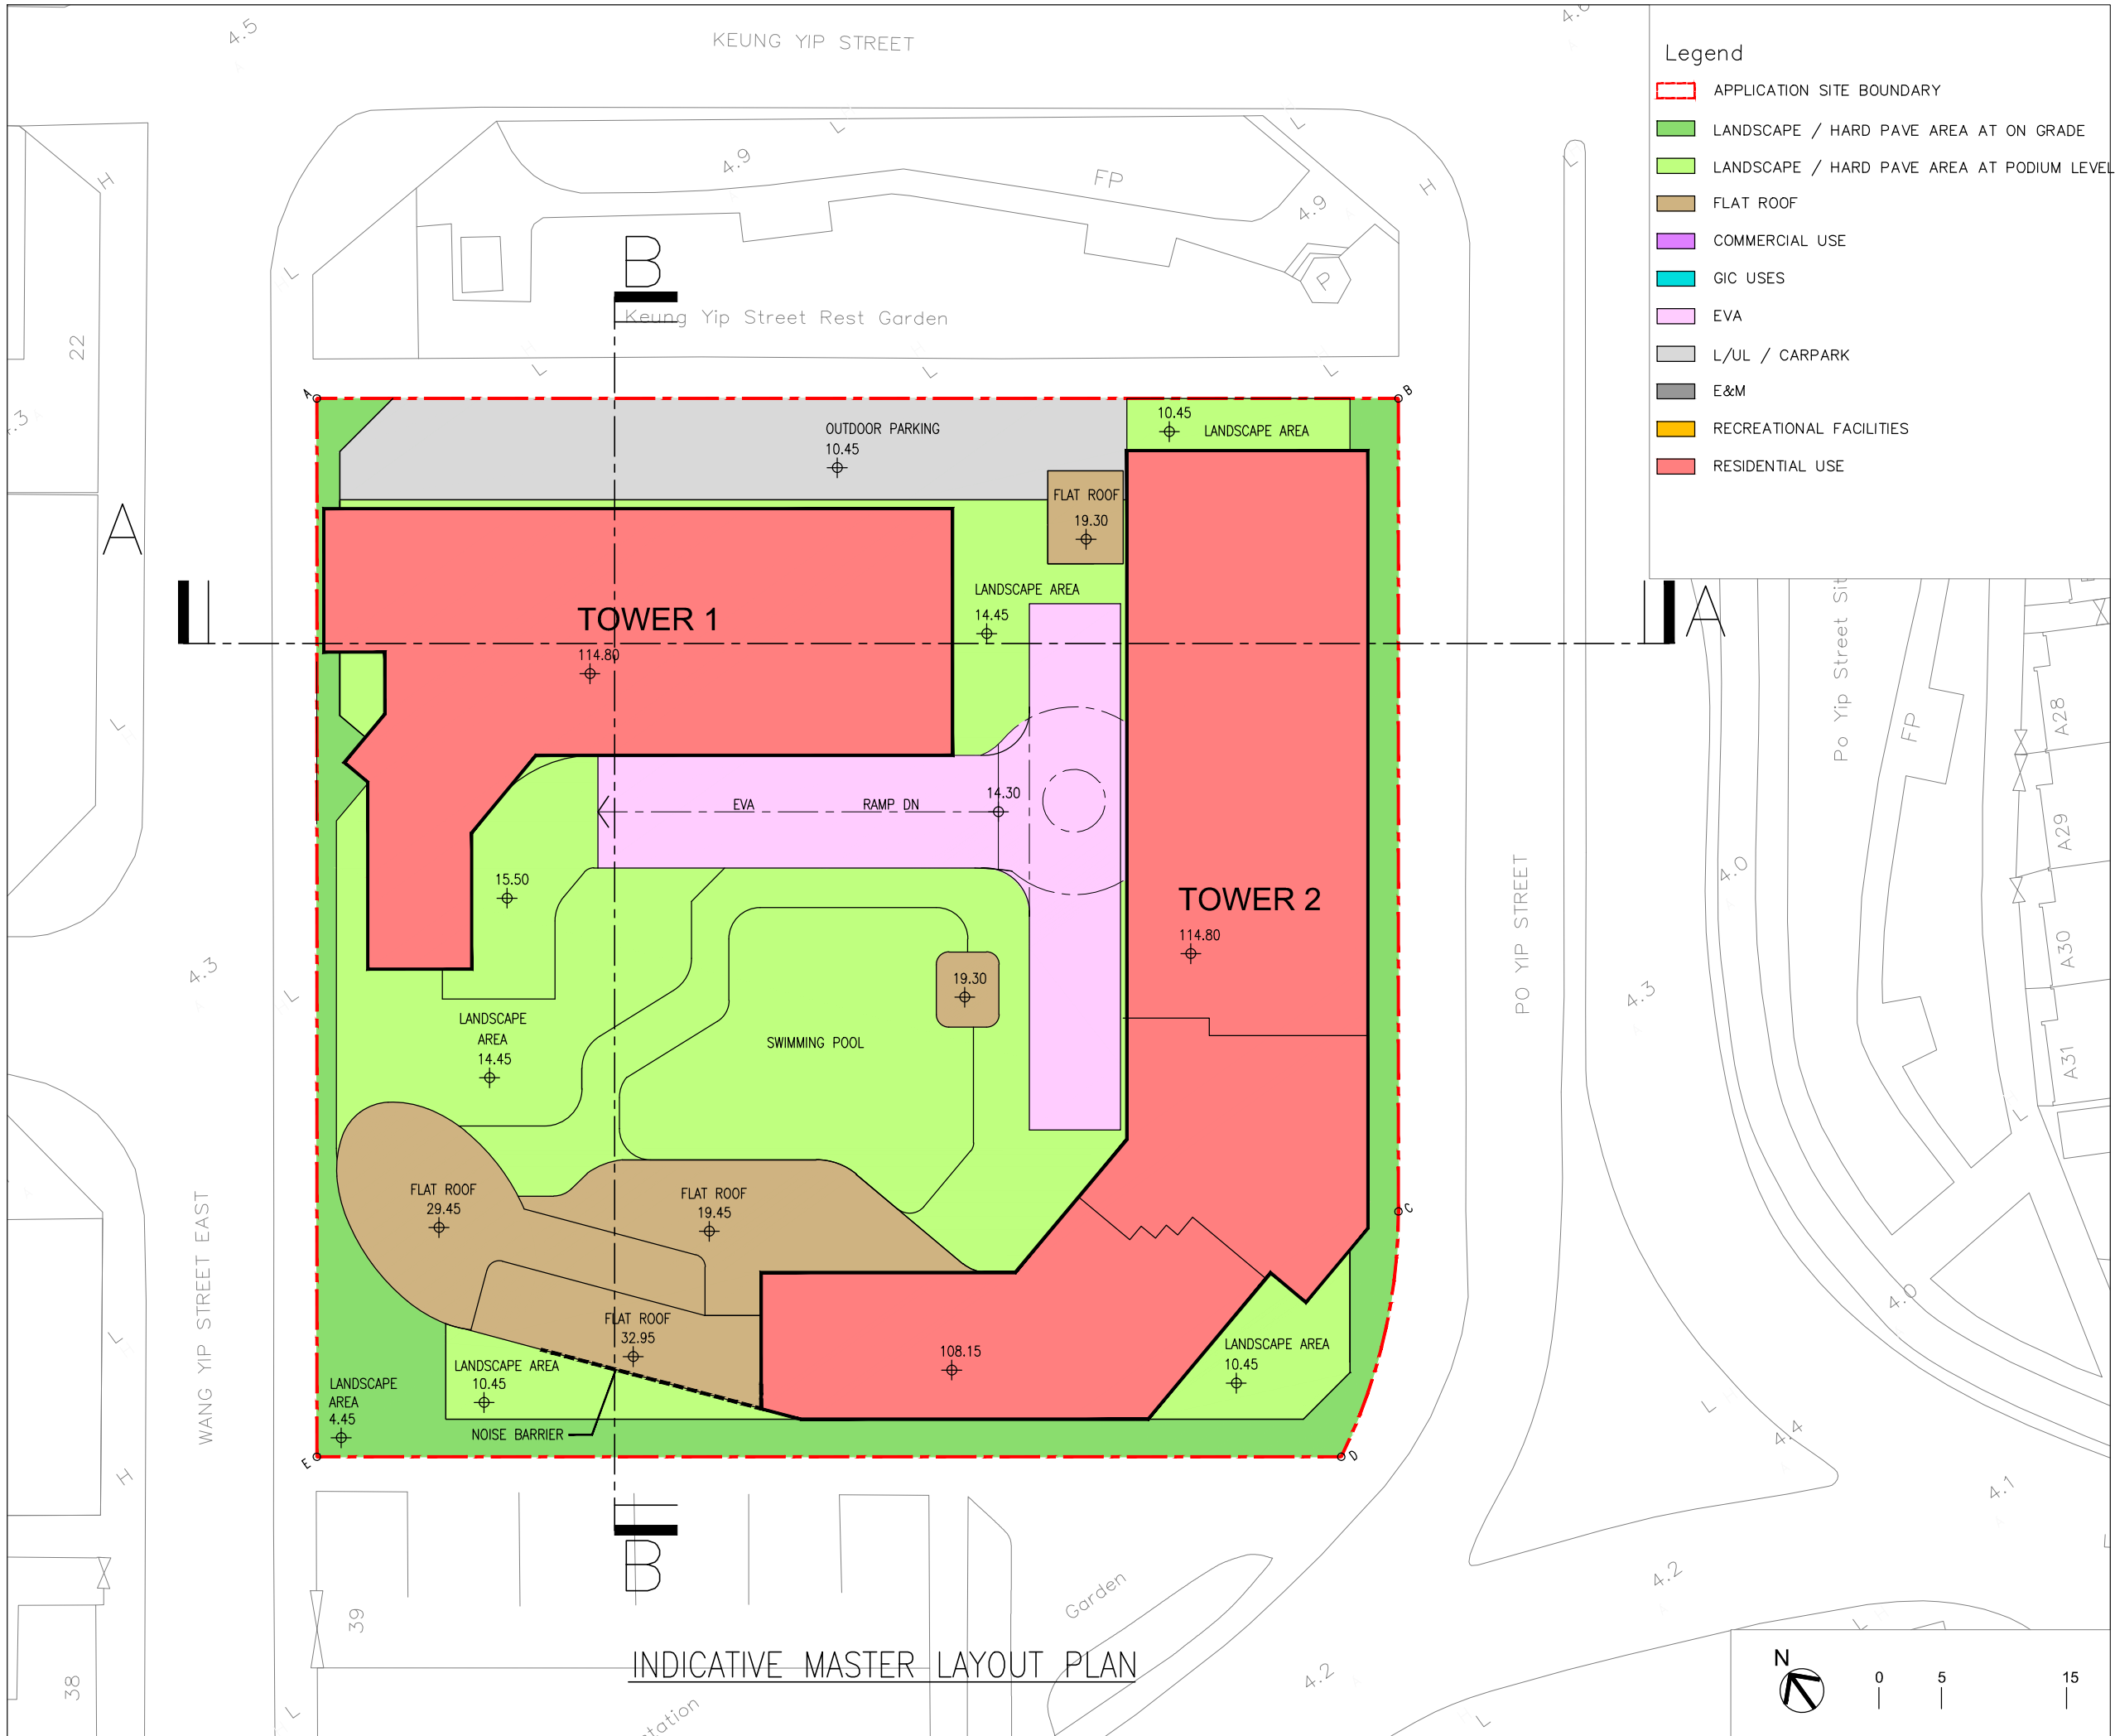 4.5
KEUNG YIP STREET
4.6
Legend
APPLICATION SITE BOUNDARY
LANDSCAPE / HARD PAVE AREA AT ON GRADE
LANDSCAPE / HARD PAVE AREA AT PODIUM LEVEL
FLAT ROOF
COMMERCIAL USE
GIC USES
EVA
L/UL / CARPARK
E&M
RECREATIONAL FACILITIES
RESIDENTIAL USE
H
L
L
4.9
FP
4.9
H
L
P
L
22
B
Keung Yip Street Rest Garden
L
L
L
A
B
4.3
OUTDOOR PARKING
10.45
10.45
LANDSCAPE AREA
FLAT ROOF
19.30
A
LANDSCAPE AREA
14.45
TOWER 1
114.80
A
Po Yip Street Sit
FP
A28
A29
A30
A31
L
EVA
RAMP DN
14.30
4.0
15.50
TOWER 2
114.80
PO YIP STREET
4.3
L
19.30
4.3
LANDSCAPE
AREA
14.45
SWIMMING POOL
L
FLAT ROOF
29.45
FLAT ROOF
19.45
C
WANG YIP STREET EAST
4.0
FLAT ROOF
32.95
108.15
LANDSCAPE AREA
10.45
LANDSCAPE AREA
10.45
LANDSCAPE
AREA
4.45
NOISE BARRIER
L
H
L
4.4
E
D
4.1
B
39
Garden
4.2
L
38
INDICATIVE MASTER LAYOUT PLAN
4.2
L
L
tation
N
0
5
15